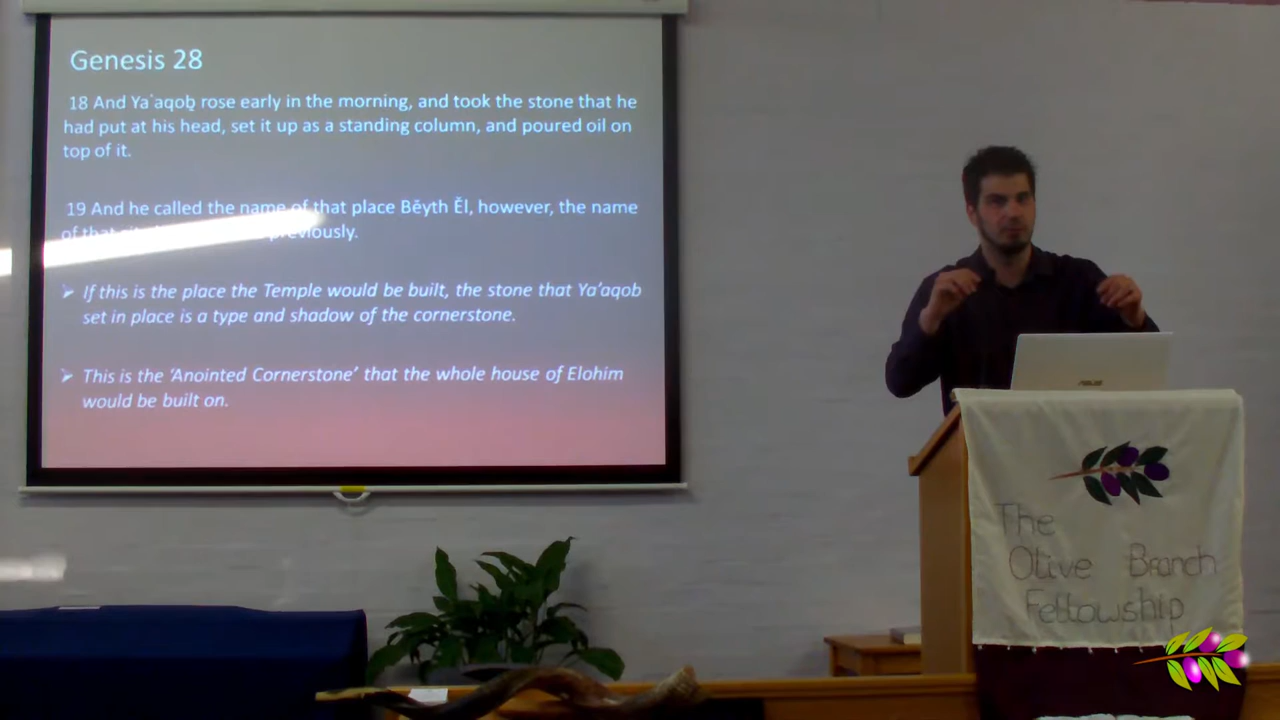 Genesis 28
18 And Ya῾aqoḇ rose early in the morning, and took the stone that he
had put at his head, set it up as a standing column, and poured oil on
top of it.
19 And he called the name of that place Bĕyth Ĕl, however, the name
of that previously.
➢ If this is the place the Temple would be built, the stone that Ya'aqob
set in place is a type and shadow of the cornerstone.
➢ This is the 'Anointed Cornerstone' that the whole house of Elohim
would be built on.
ASUS
The
Olive Branch
Fellowship